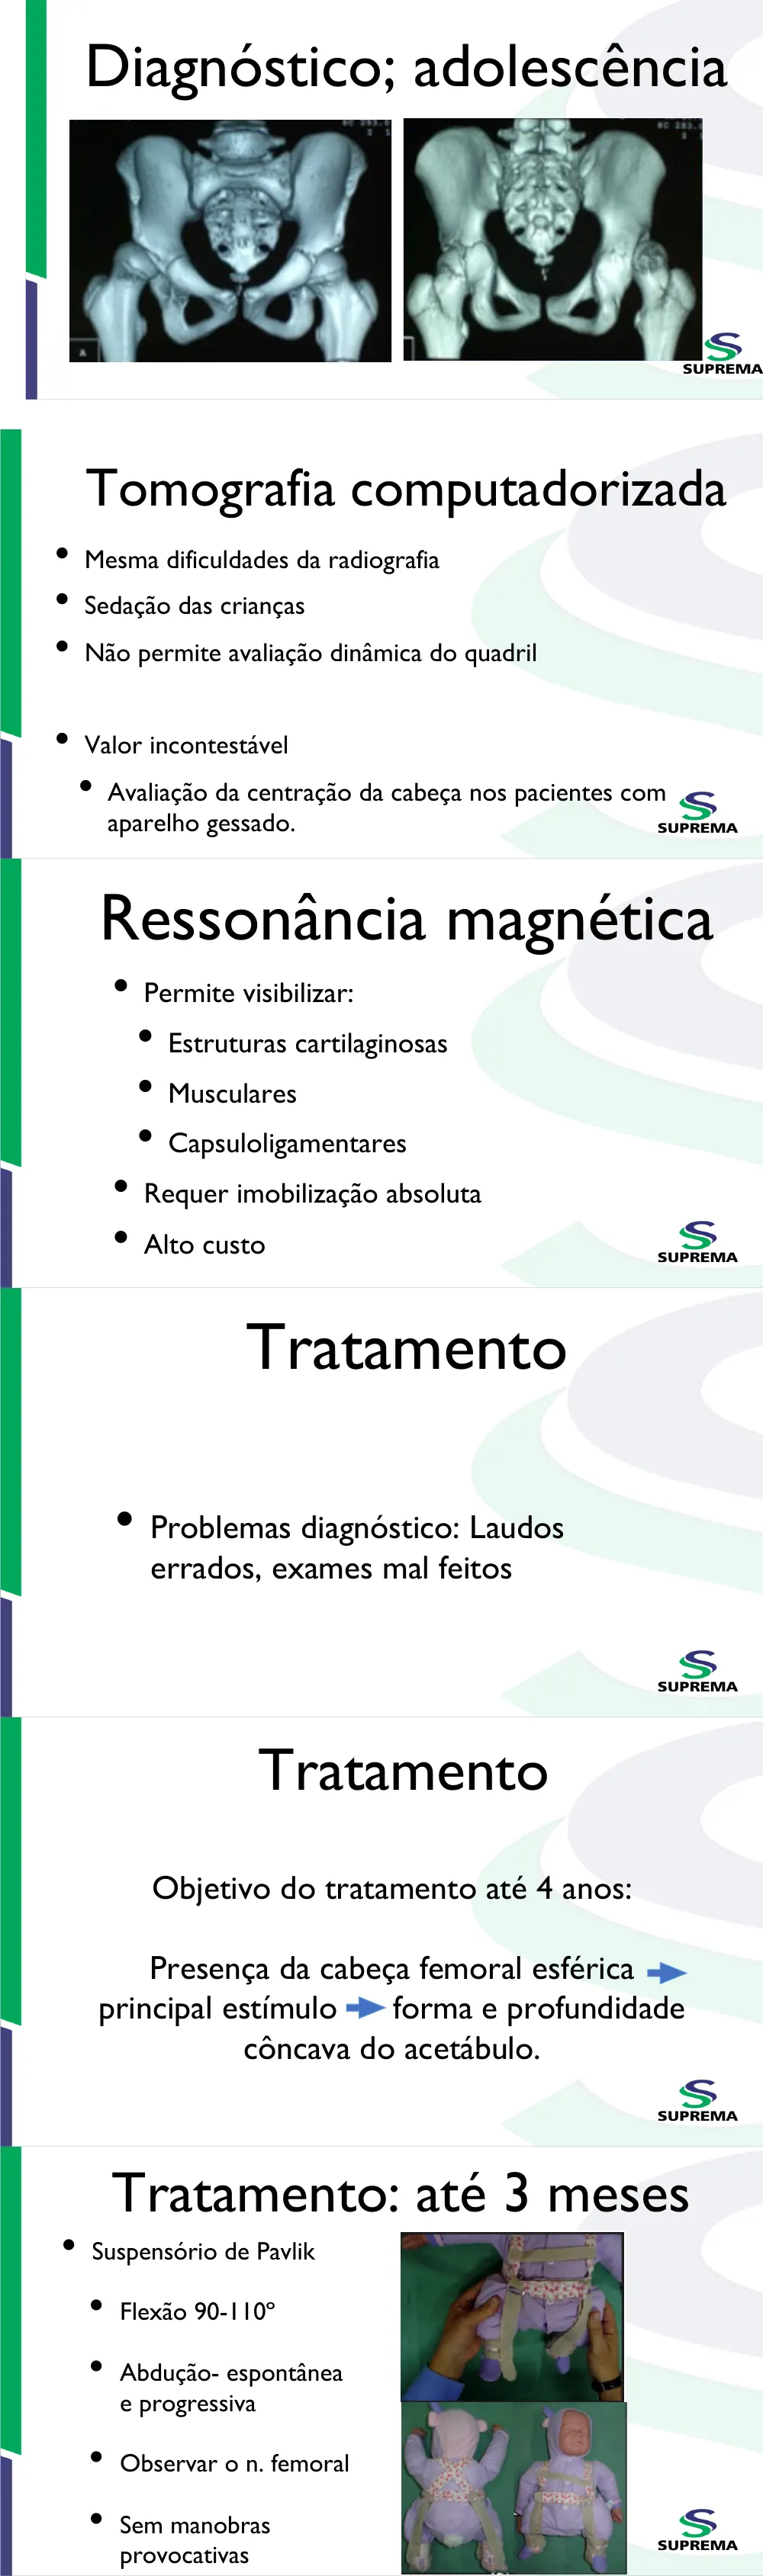 Diagnóstico; adolescência
SUPREMA
Tomografia computadorizada
• Mesma dificuldades da radiografia
• Sedação das crianças
• Não permite avaliação dinâmica do quadril
• Valor incontestável
• Avaliação da centração da cabeça nos pacientes com
aparelho gessado.
SUPREMA
Ressonância magnética
• Permite visibilizar:
• Estruturas cartilaginosas
• Musculares
• Capsuloligamentares
• Requer imobilização absoluta
• Alto custo
SUPREMA
Tratamento
• Problemas diagnóstico: Laudos
errados, exames mal feitos
SUPREMA
Tratamento
Objetivo do tratamento até 4 anos:
Presença da cabeça femoral esférica
principal estímulo forma e profundidade
côncava do acetábulo.
SUPREMA
Tratamento: até 3 meses
• Suspensório de Pavlik
• Flexão 90-110º
• Abdução- espontânea
e progressiva
• Observar o n. femoral
• Sem manobras
provocativas
SUPREMA